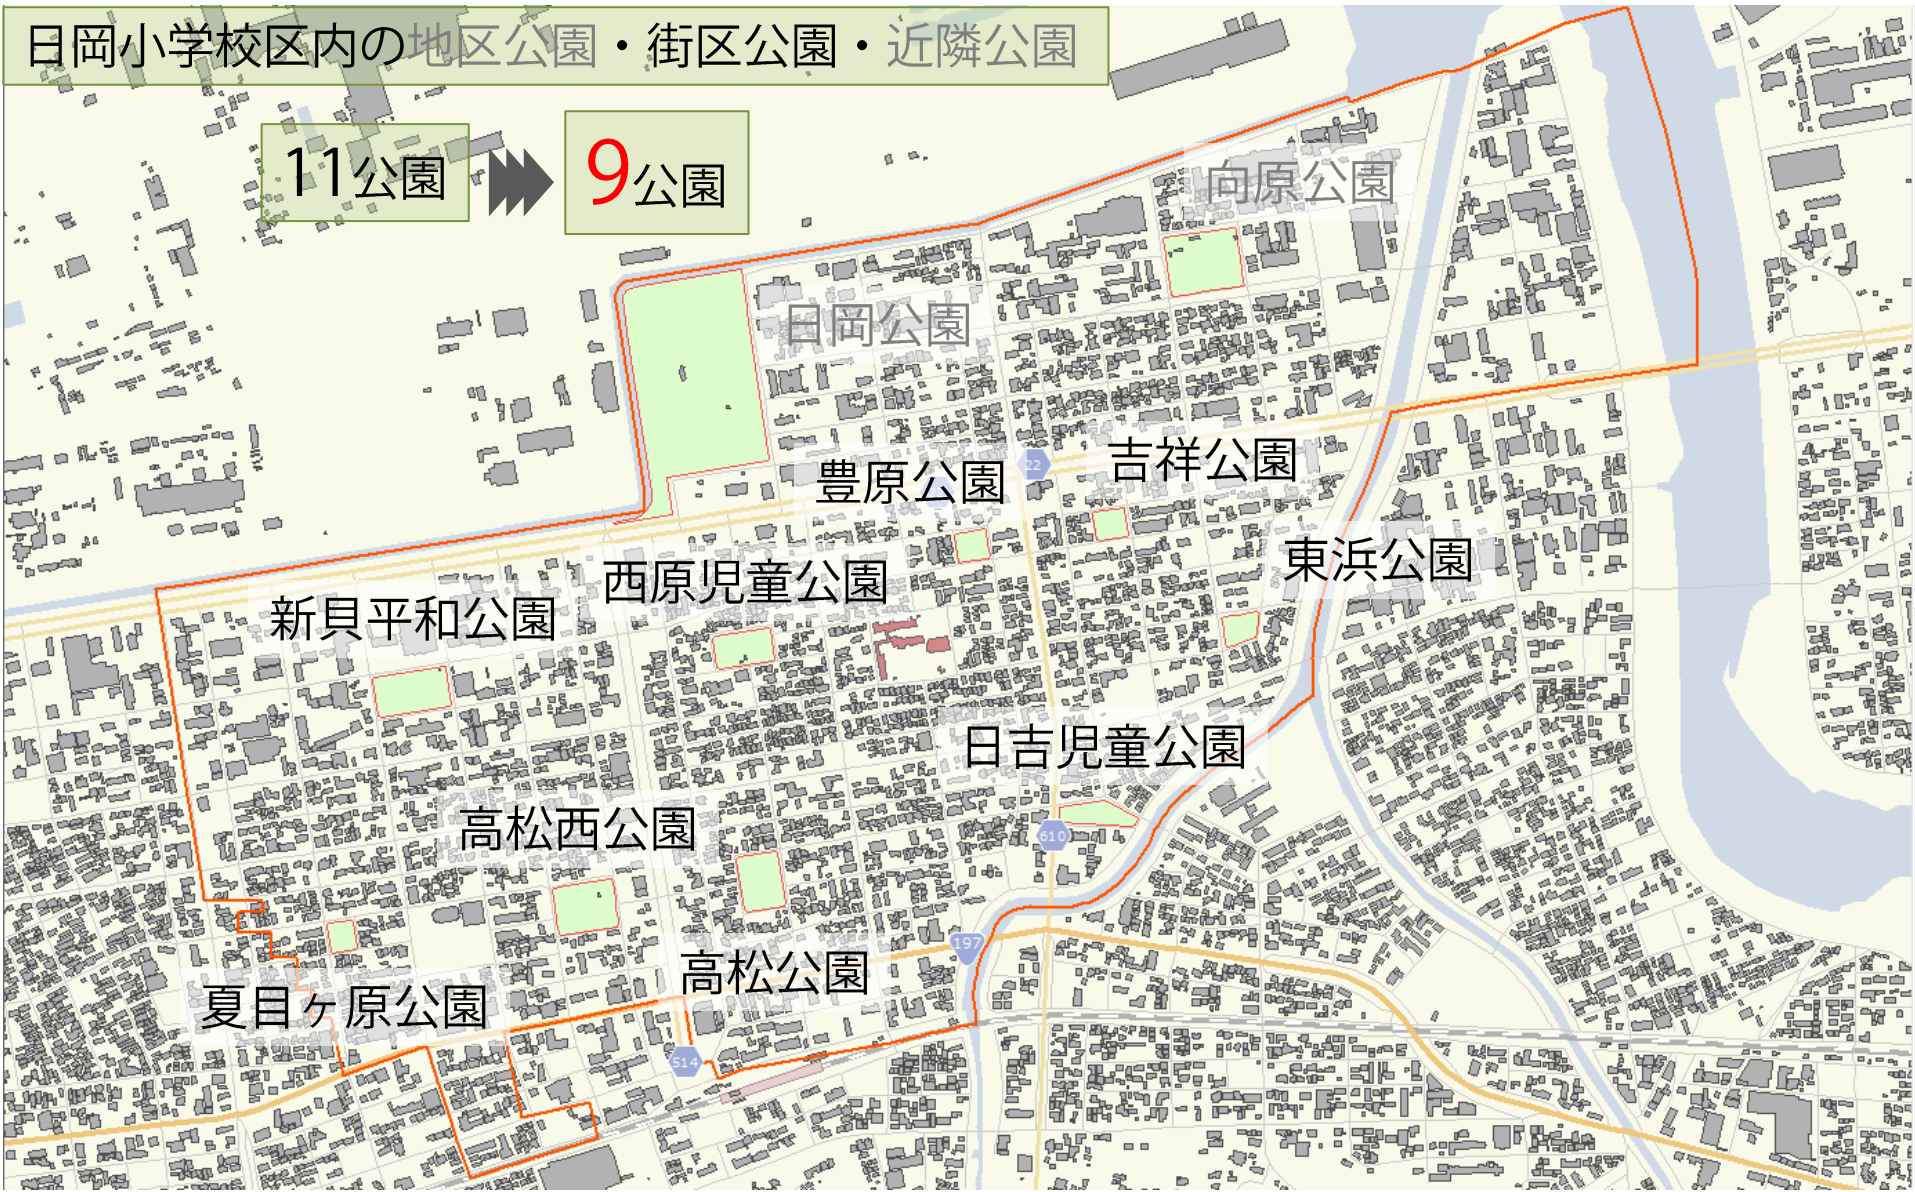 日岡小学校区内の地区公園・街区公園・近隣公園
11公園
9公園
向原公園
日岡公園
吉祥公園
22
豊原公園
東浜公園
西原児童公園
新貝平和公園
日吉児童公園
高松西公園
610
197
高松公園
夏目ヶ原公園
514